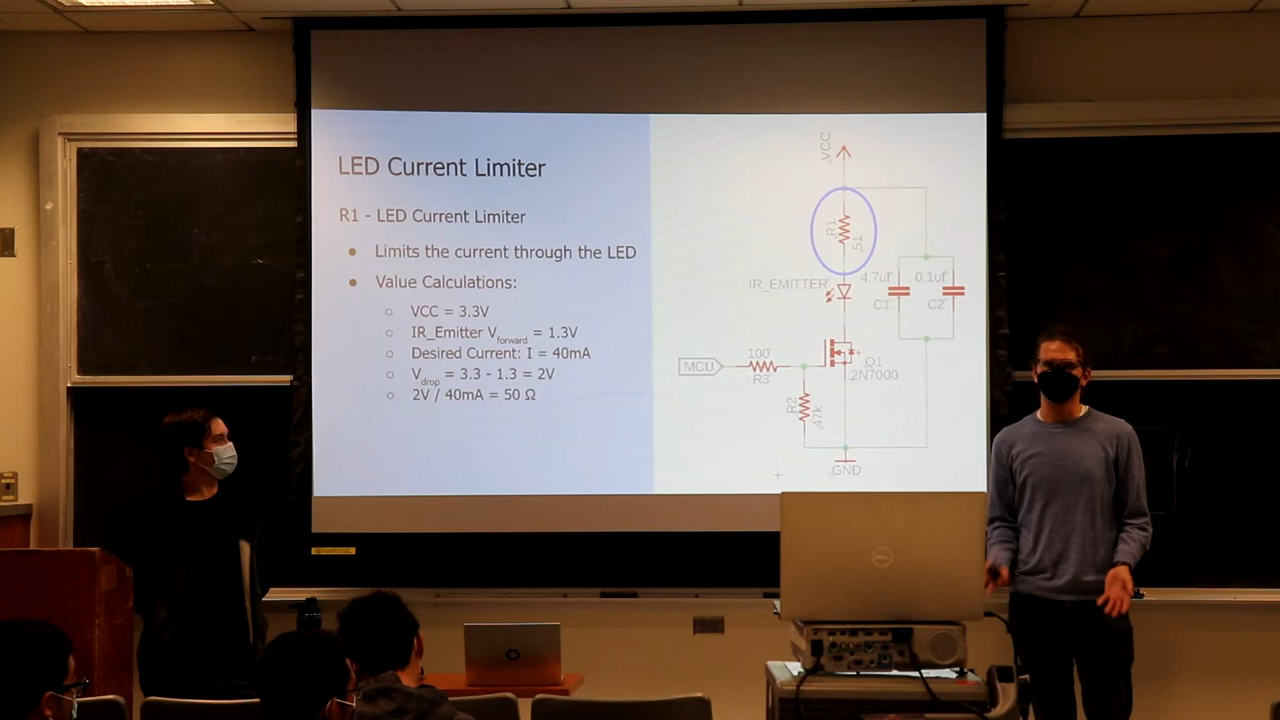 LED Current Limiter
R1 - LED Current Limiter
• Limits the current through the LED
• Value Calculations:
○ VCC = 3.3V
○ IR_Emitter Vforward = 1.3V
○ Desired Current: I = 40mA
○ Vdrop = 3.3 - 1.3 = 2V
○ 2V / 40mA = 50 Ω
VCC
R1
51
IR_EMITTER
4.7uf
0.1uf
C1
C2
100
MCU
R3
Q1
2N7000
R2
47k
GND
DELL